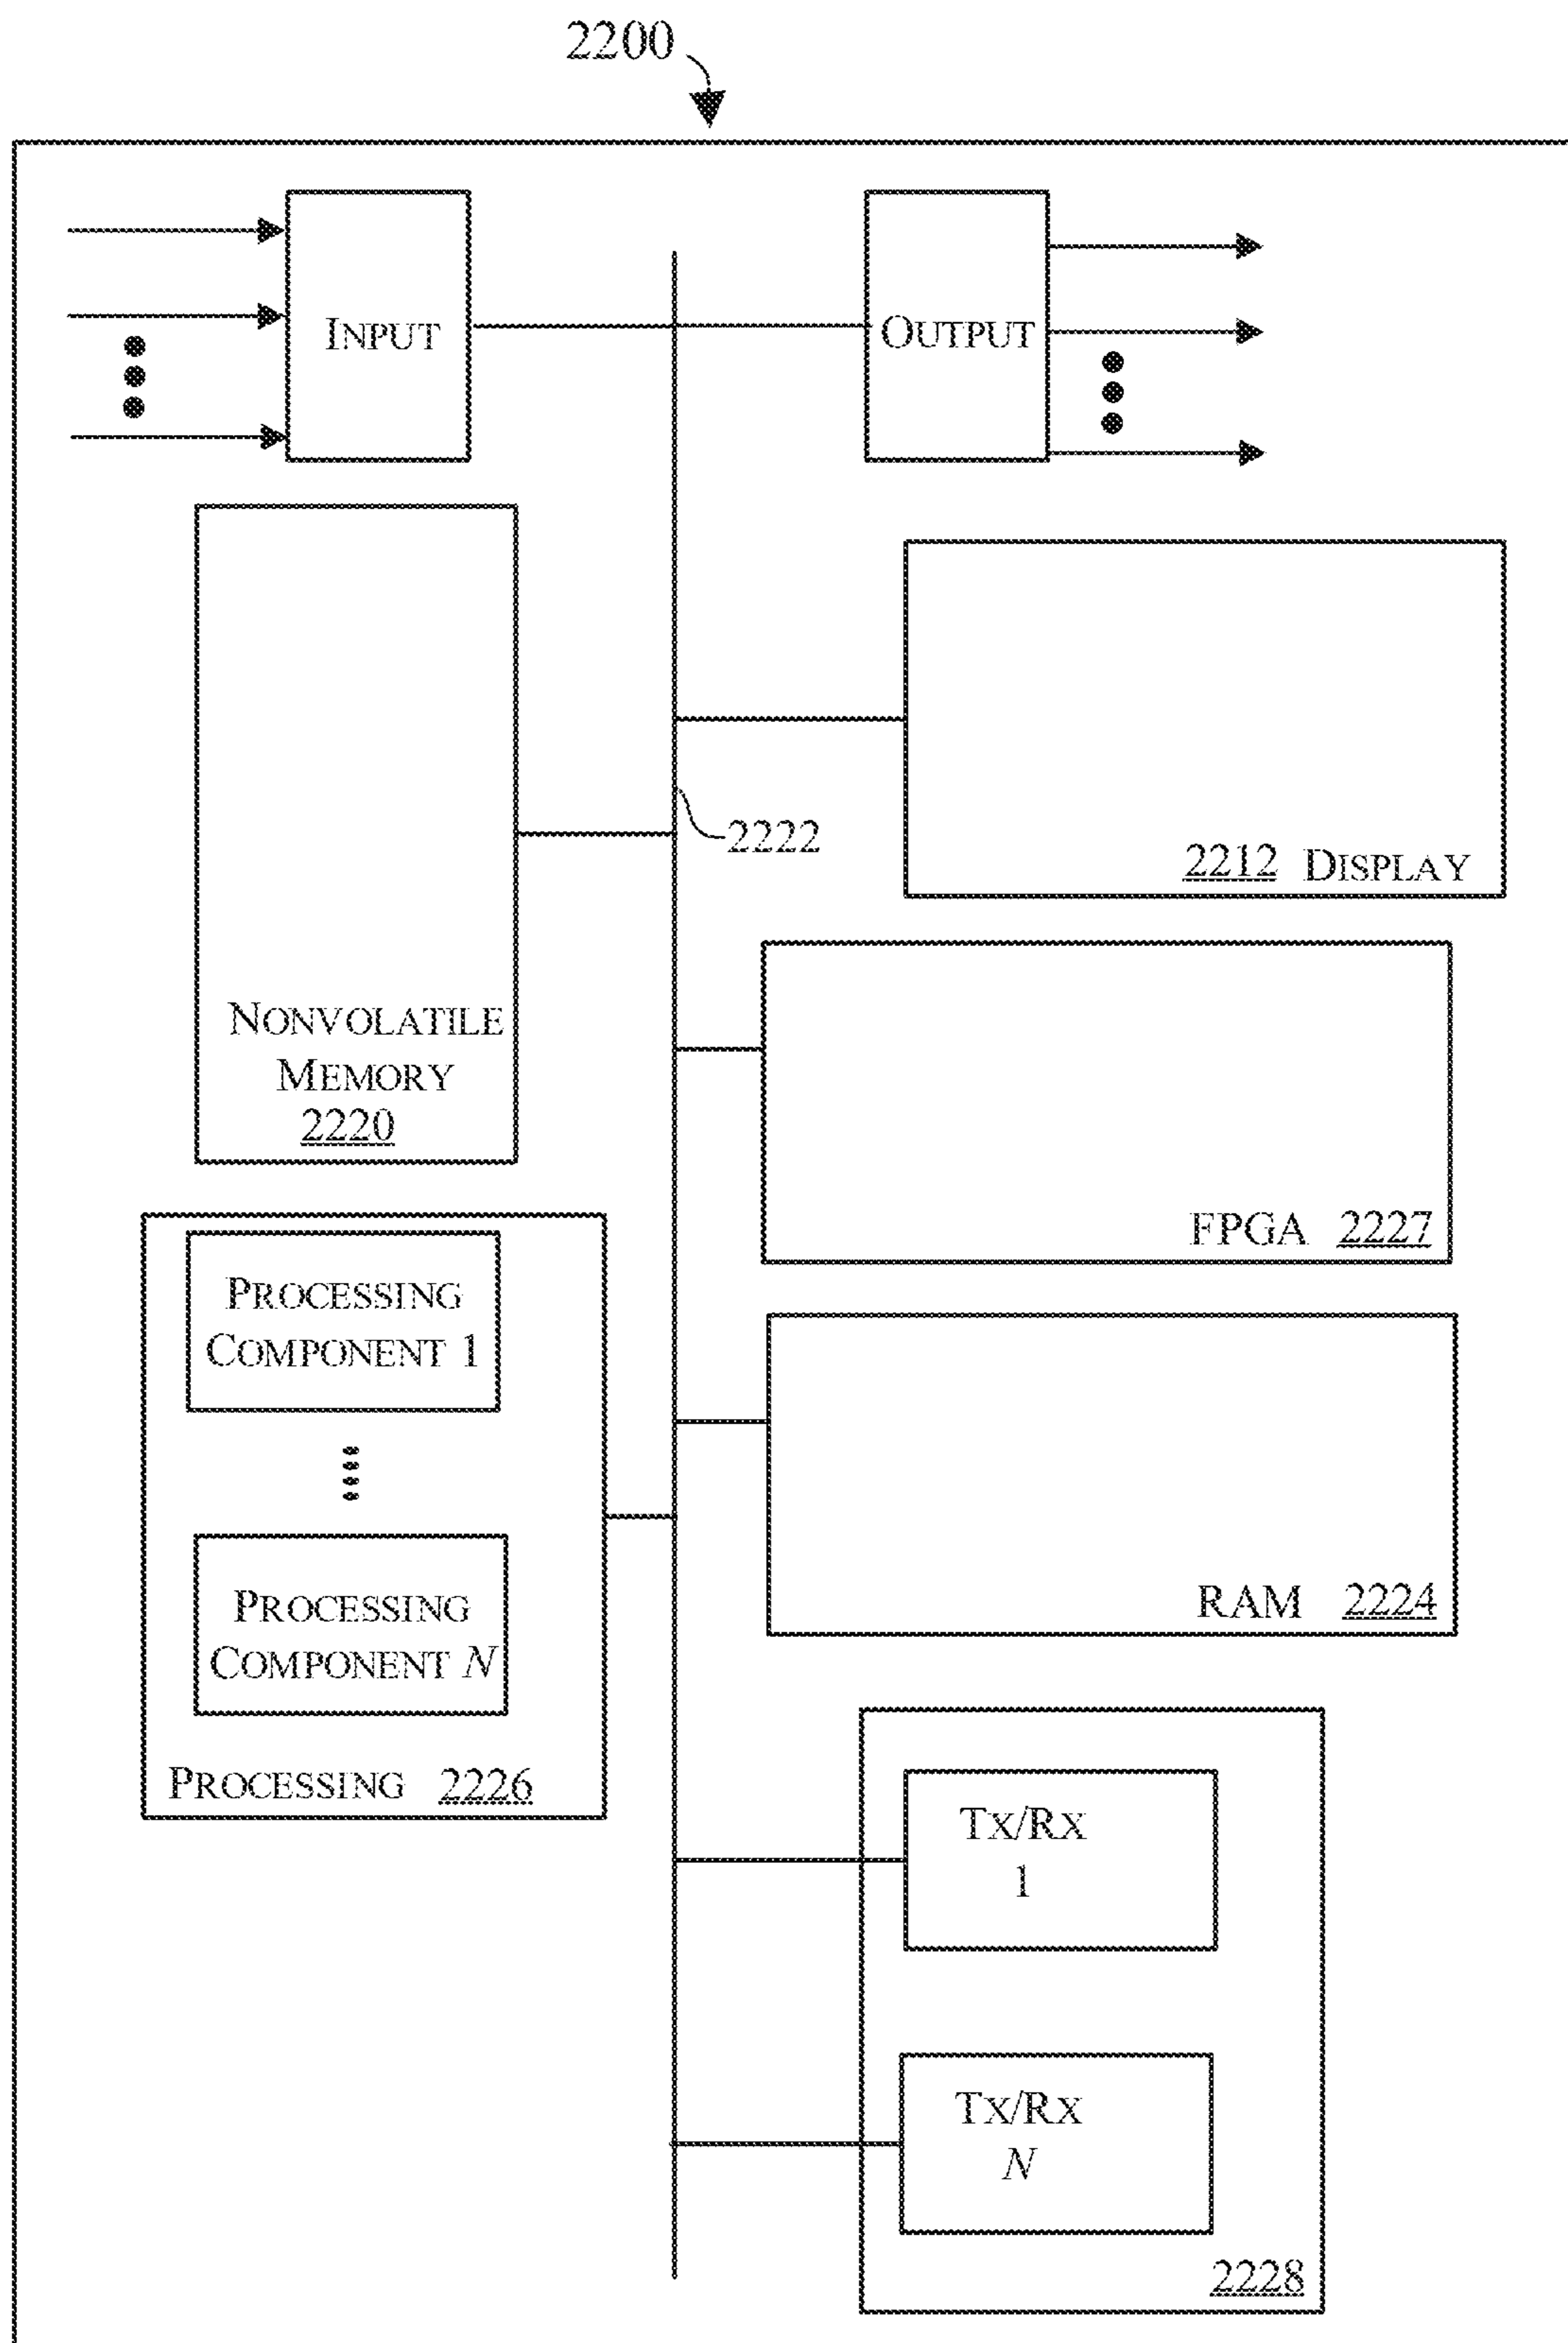 2200
INPUT
OUTPUT
2222
2212 DISPLAY
NONVOLATILE
MEMORY
2220
FPGA 2227
PROCESSING
COMPONENT 1
RAM 2224
PROCESSING
COMPONENT N
PROCESSING 2226
TX/RX
1
TX/RX
N
2228